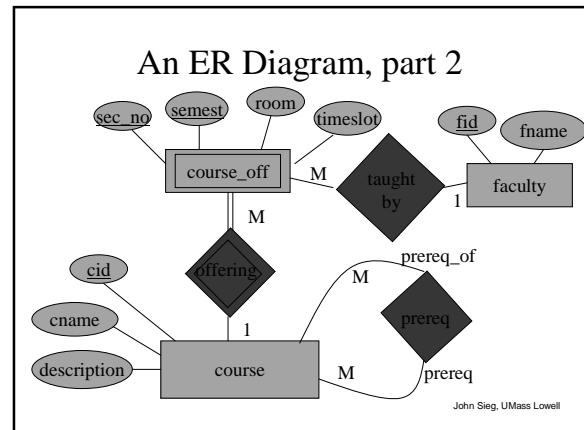 An ER Diagram, part 2
sec_no
semest
room
timeslot
fid
fname
course_off
M
taught
by
1
faculty
M
offering
cid
prereq_of
M
cname
prereq
1
description
course
M
prereq
John Sieg, UMass Lowell